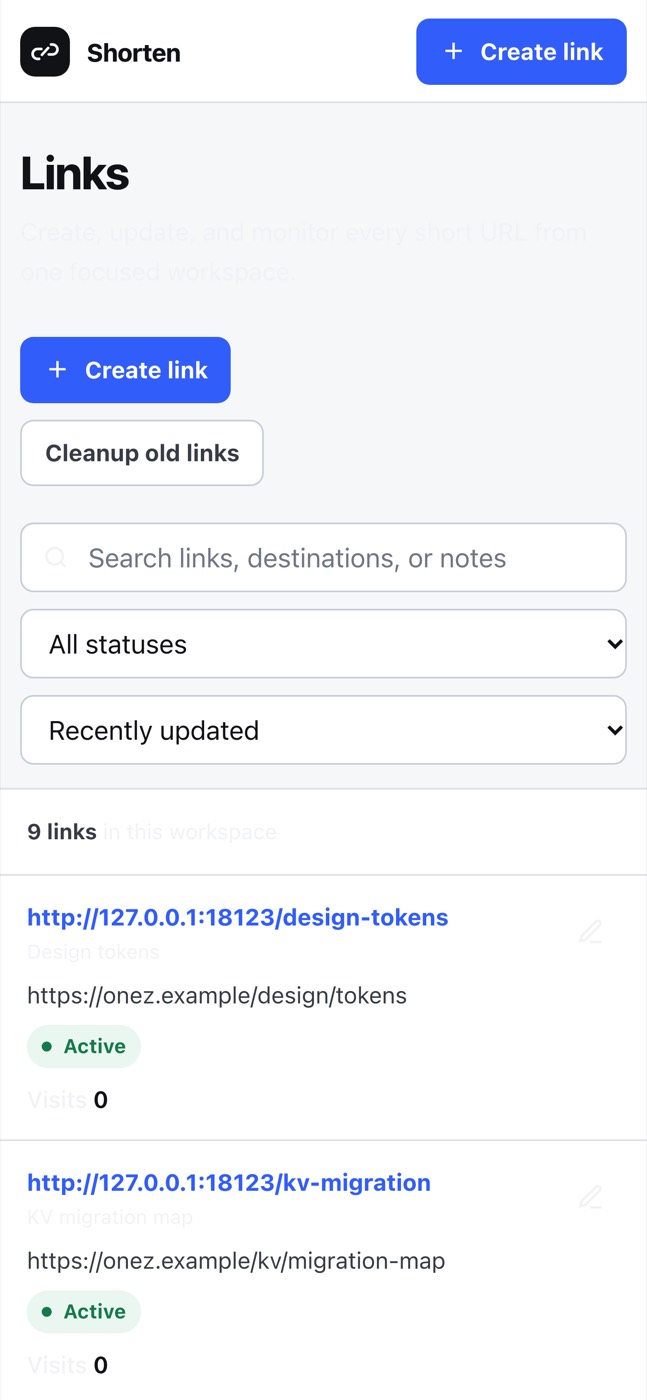 Shorten
+ Create link
Links
Create, update, and monitor every short URL from
one focused workspace.
+ Create link
Cleanup old links
Search links, destinations, or notes
All statuses
Recently updated
9 links in this workspace
http://127.0.0.1:18123/design-tokens
Design tokens
https://onez.example/design/tokens
Active
Visits 0
http://127.0.0.1:18123/kv-migration
KV migration map
https://onez.example/kv/migration-map
Active
Visits 0